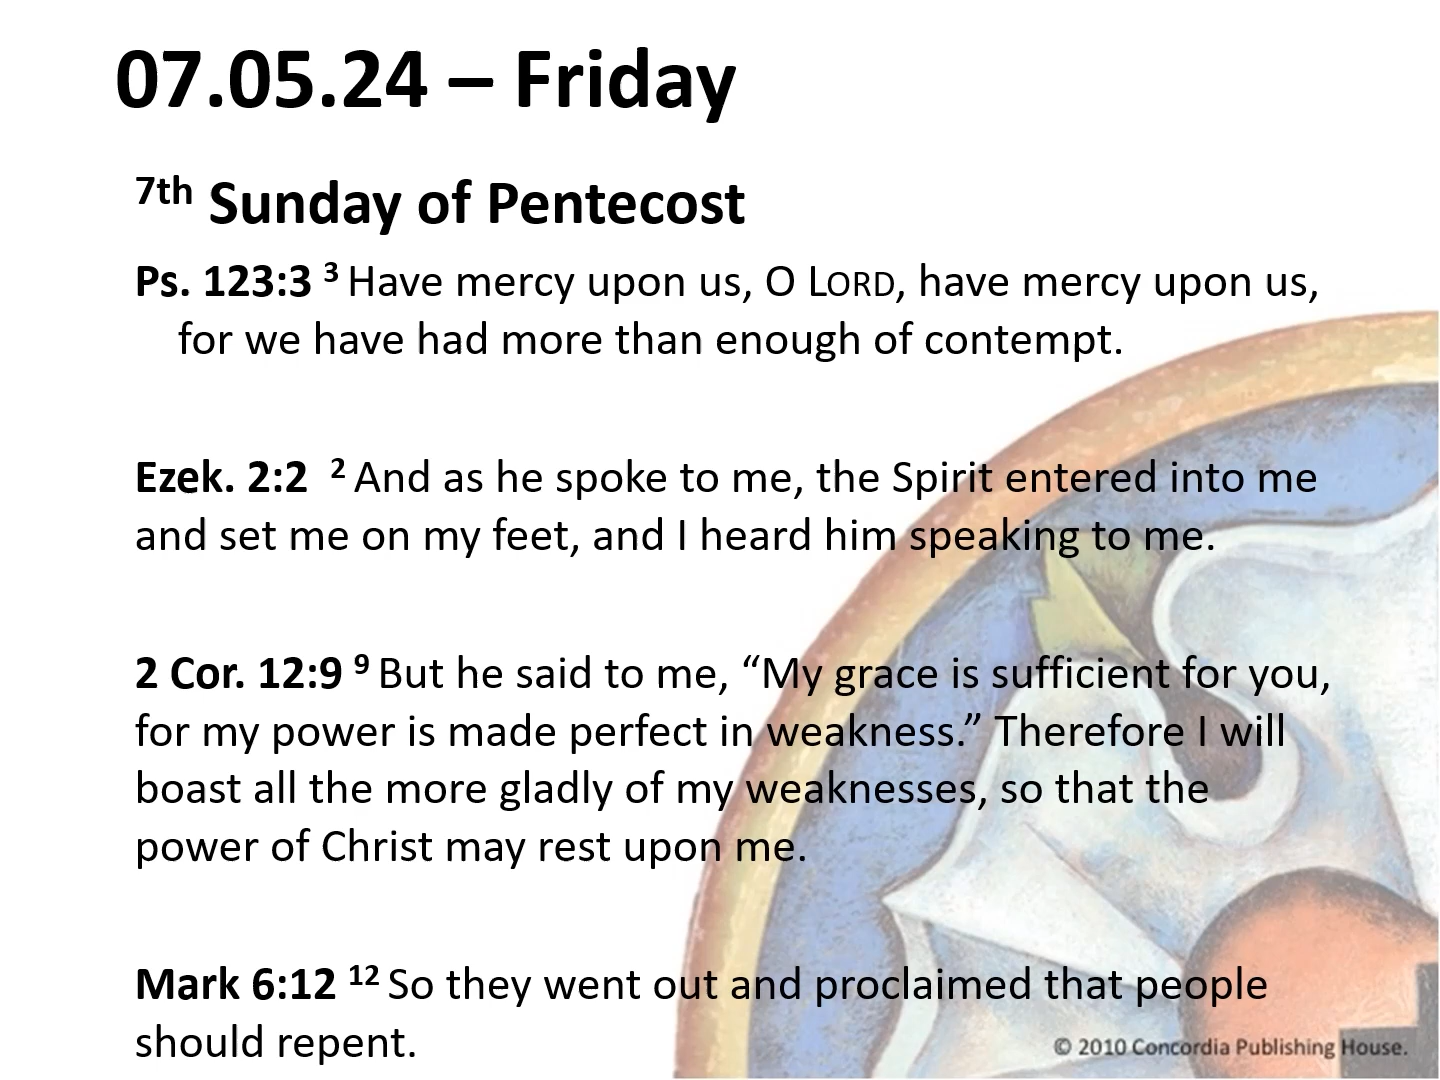 07.05.24 – Friday
7th Sunday of Pentecost
Ps. 123:3 3 Have mercy upon us, O LORD, have mercy upon us,
for we have had more than enough of contempt.
Ezek. 2:2 2 And as he spoke to me, the Spirit entered into me
and set me on my feet, and I heard him speaking to me.
2 Cor. 12:9 9 But he said to me, “My grace is sufficient for you,
for my power is made perfect in weakness.” Therefore I will
boast all the more gladly of my weaknesses, so that the
power of Christ may rest upon me.
Mark 6:12 12 So they went out and proclaimed that people
should repent.
© 2010 Concordia Publishing House.